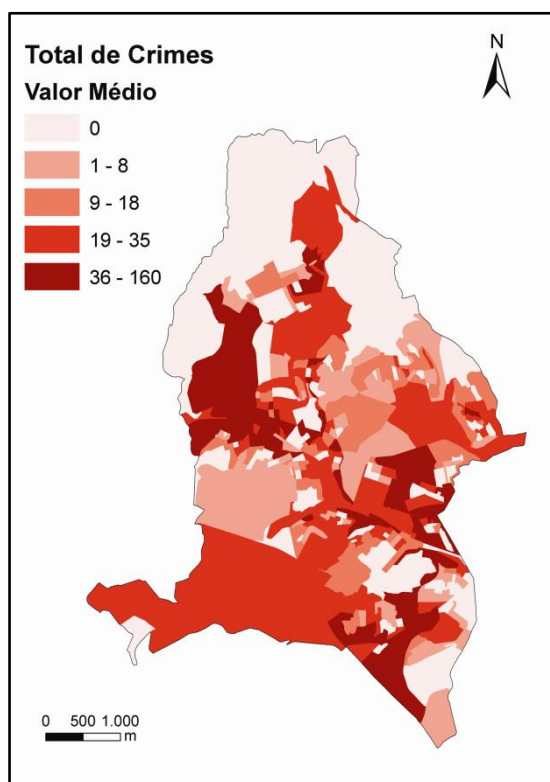 Total de Crimes
Valor Médio
0
1 - 8
9 - 18
19 - 35
36 - 160
N
0 500 1.000
m